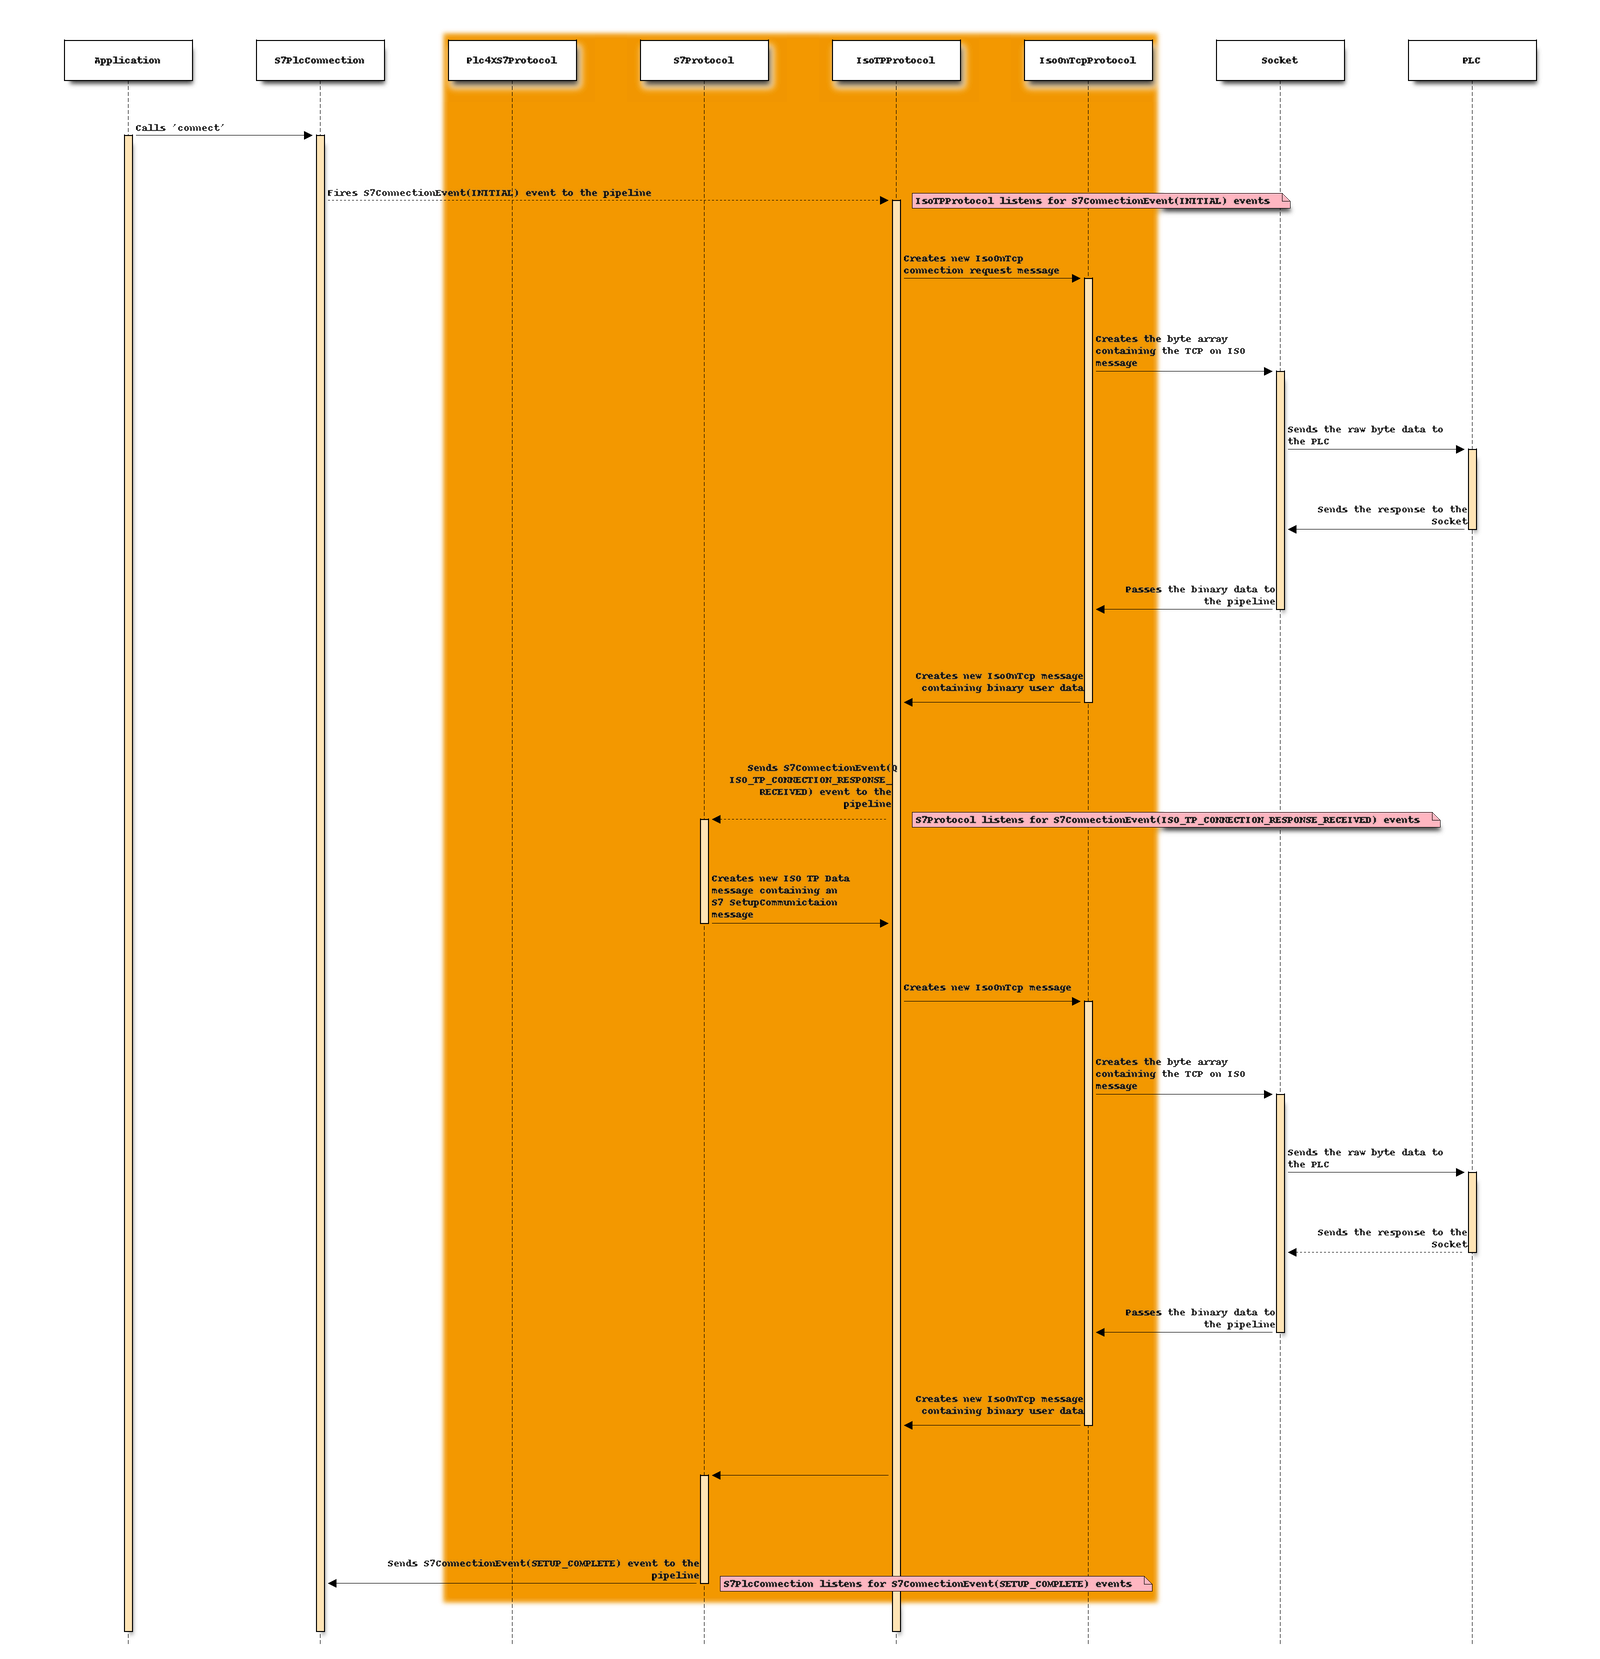 Application
S7PlcConnection
Plc4XS7Protocol
S7Protocol
IsoTPProtocol
IsoOnTcpProtocol
Socket
PLC
Calls 'connect'
Fires S7ConnectionEvent(INITIAL) event to the pipeline
IsoTPProtocol listens for S7ConnectionEvent(INITIAL) events
Creates new IsoOnTcp
connection request message
Creates the byte array
containing the TCP on ISO
message
Sends the raw byte data to
the PLC
Sends the response to the
Socket
Passes the binary data to
the pipeline
Creates new IsoOnTcp message
containing binary user data
Sends S7ConnectionEvent(Q
ISO_TP_CONNECTION_RESPONSE_
RECEIVED) event to the
pipeline
S7Protocol listens for S7ConnectionEvent(ISO_TP_CONNECTION_RESPONSE_RECEIVED) events
Creates new ISO TP Data
message containing an
S7 SetupCommunictaion
message
Creates new IsoOnTcp message
Creates the byte array
containing the TCP on ISO
message
Sends the raw byte data to
the PLC
Sends the response to the
Socket
Passes the binary data to
the pipeline
Creates new IsoOnTcp message
containing binary user data
Sends S7ConnectionEvent(SETUP_COMPLETE) event to the
pipeline
S7PlcConnection listens for S7ConnectionEvent(SETUP_COMPLETE) events